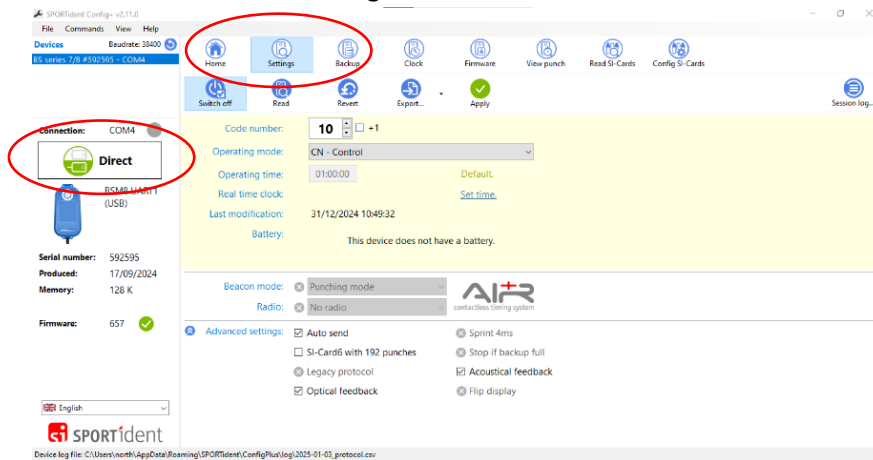 SPORTident Config+ v2.11.0
File Commands View Help
Devices Baudrate: 38400
BS series 7/8 #592595 - COM4
Home Settings Backup Clock Firmware View punch Read SI-Cards Config SI-Cards
Switch off Read Revert Export... Apply Session log...
Connection: COM4
Direct
BSM8 UART1
(USB)
Serial number: 592595
Produced: 17/09/2024
Memory: 128 K
Firmware: 657
Code number: 10 +1
Operating mode: CN - Control
Operating time: 01:00:00 Default.
Real time clock: Set time.
Last modification: 31/12/2024 10:49:32
Battery: This device does not have a battery.
Beacon mode: Punching mode
Radio: No radio
AIR+
contactless timing system
Advanced settings: Auto send Sprint 4ms
SI-Card6 with 192 punches Stop if backup full
Legacy protocol Acoustical feedback
Optical feedback Flip display
English
SPORTident
Device log file: C:\Users\north\AppData\Roaming\SPORTident\ConfigPlus\log\2025-01-03_protocol.csv